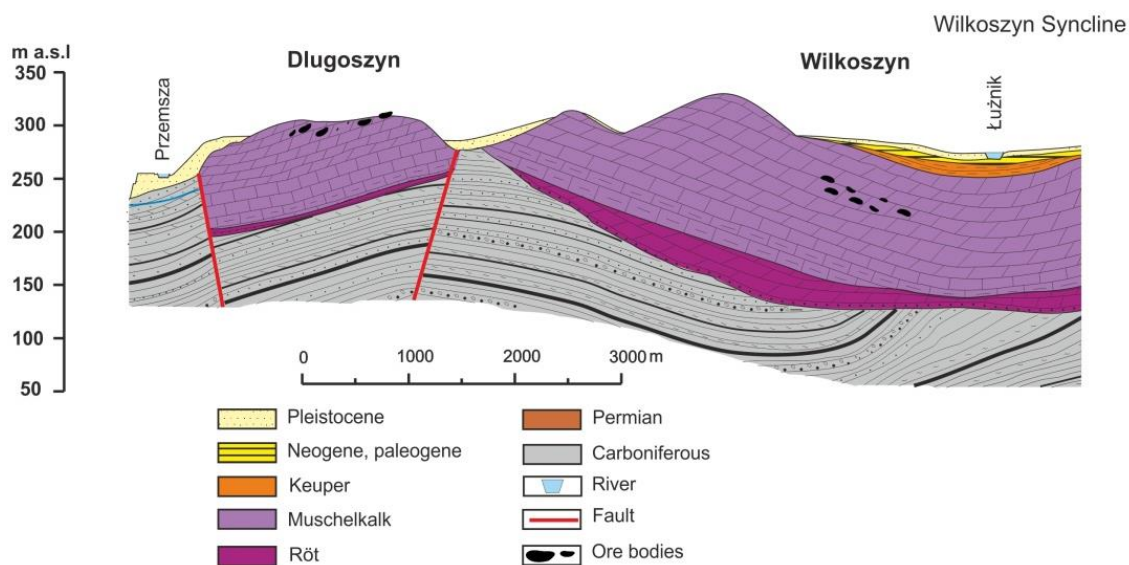 Wilkoszyn Syncline
m a.s.l
Dlugoszyn
Wilkoszyn
350
300
250
200
150
100
50
Przemsza
Łużnik
0 1000 2000 3000 m
Pleistocene
Neogene, paleogene
Keuper
Muschelkalk
Röt
Permian
Carboniferous
River
Fault
Ore bodies